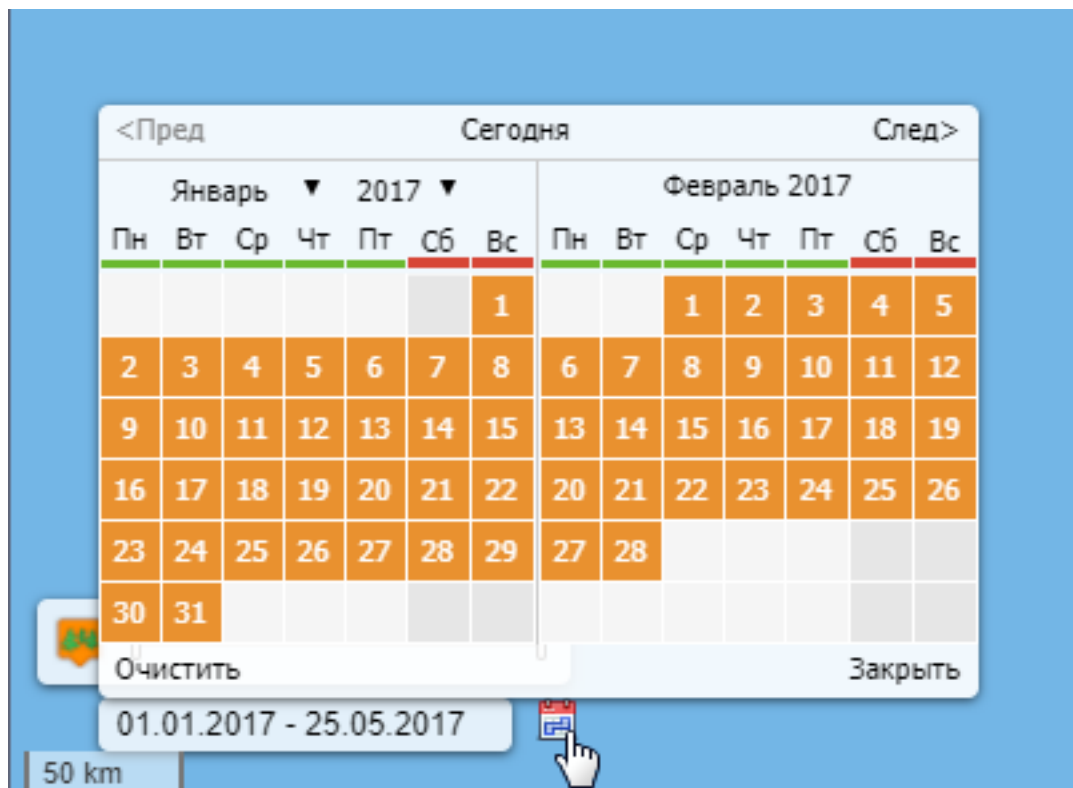 <Пред Сегодня След>
Январь ▼ 2017 ▼ Февраль 2017
Пн Вт Ср Чт Пт Сб Вс Пн Вт Ср Чт Пт Сб Вс
1 1 2 3 4 5
2 3 4 5 6 7 8 6 7 8 9 10 11 12
9 10 11 12 13 14 15 13 14 15 16 17 18 19
16 17 18 19 20 21 22 20 21 22 23 24 25 26
23 24 25 26 27 28 29 27 28
30 31
Очистить Закрыть
01.01.2017 - 25.05.2017
50 km